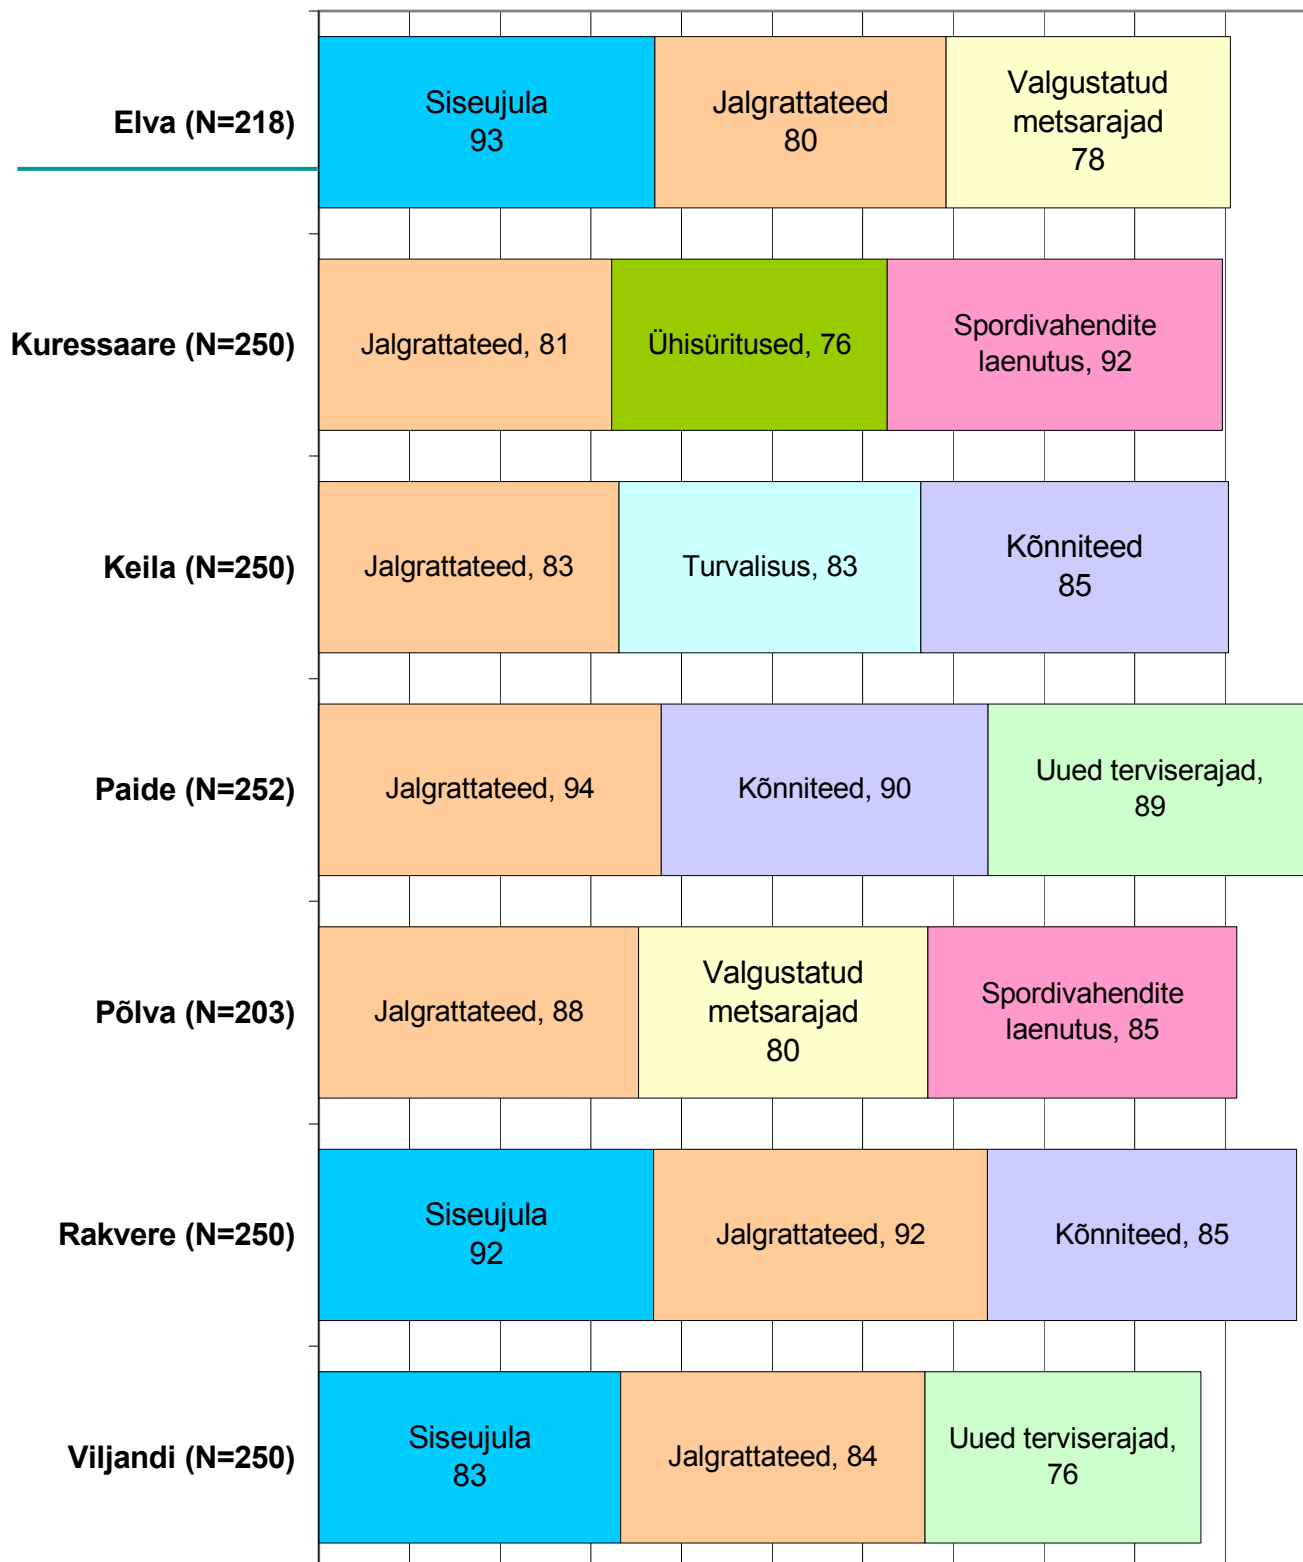 Elva (N=218)
Siseujula
93
Jalgrattateed
80
Valgustatud
metsarajad
78
Kuressaare (N=250)
Jalgrattateed, 81
Ühisüritused, 76
Spordivahendite
laenutus, 92
Keila (N=250)
Jalgrattateed, 83
Turvalisus, 83
Kõnniteed
85
Paide (N=252)
Jalgrattateed, 94
Kõnniteed, 90
Uued terviserajad,
89
Põlva (N=203)
Jalgrattateed, 88
Valgustatud
metsarajad
80
Spordivahendite
laenutus, 85
Rakvere (N=250)
Siseujula
92
Jalgrattateed, 92
Kõnniteed, 85
Viljandi (N=250)
Siseujula
83
Jalgrattateed, 84
Uued terviserajad,
76